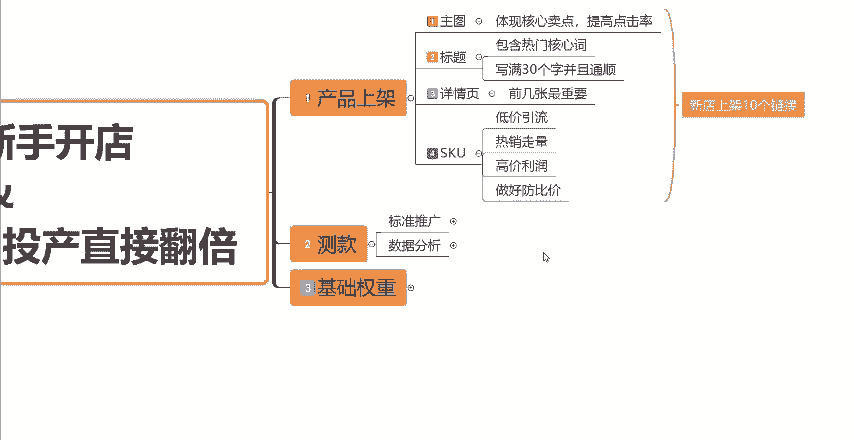 新手开店
&
投产直接翻倍
1 产品上架
1 主图
体现核心卖点，提高点击率
2 标题
包含热门核心词
写满30个字并且通顺
3 详情页
前几张最重要
4 SKU
低价引流
热销走量
高价利润
做好防比价
新店上架10个链接
2 测款
标准推广
数据分析
3 基础权重